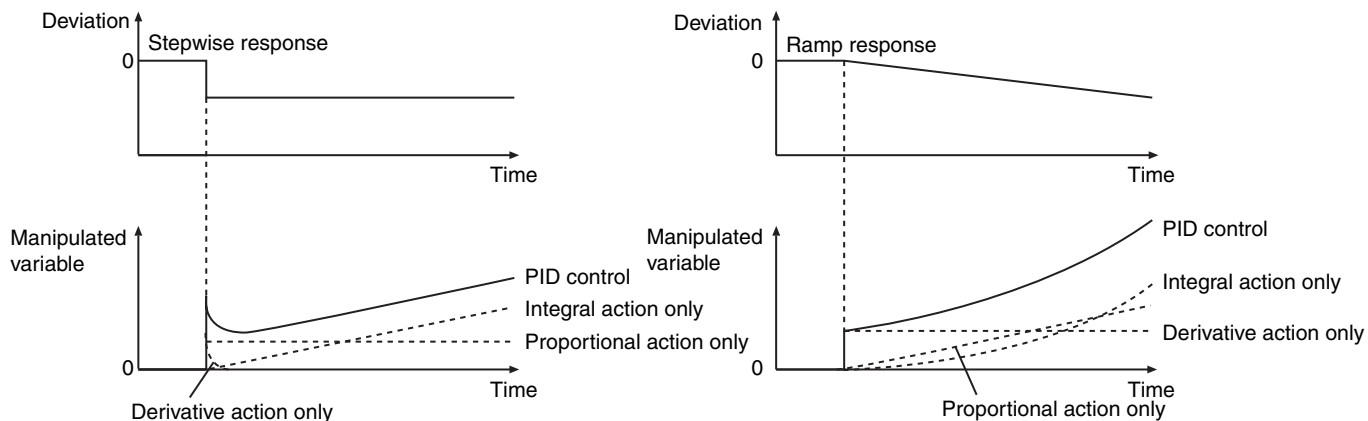 Deviation
Stepwise response
0
Time
Manipulated
variable
PID control
Integral action only
Proportional action only
0
Time
Derivative action only
Deviation
Ramp response
0
Time
Manipulated
variable
PID control
Integral action only
Derivative action only
0
Time
Proportional action only